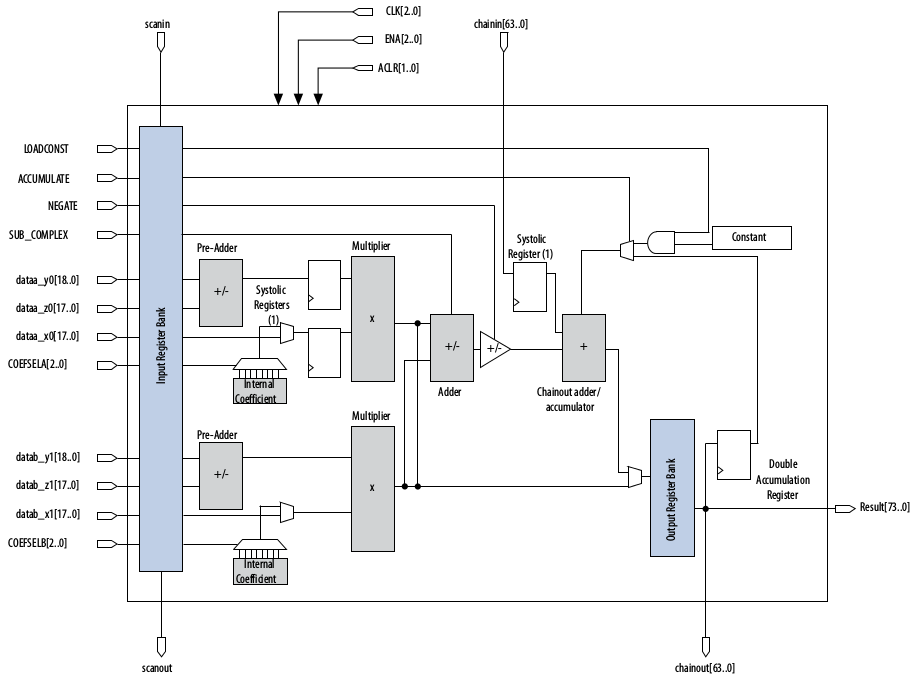 CLK[2..0]
scanin
chainin[63..0]
ENA[2..0]
ACLR[1..0]
LOADCONST
ACCUMULATE
NEGATE
SUB_COMPLEX
Constant
Systolic
Register (1)
Pre-Adder
Multiplier
dataa_y0[18..0]
+/-
Systolic
Registers
(1)
dataa_z0[17..0]
x
dataa_x0[17..0]
Input Register Bank
+/-
+/-
+
COEFSELA[2..0]
Internal
Coefficient
Adder
Chainout adder/
accumulator
Multiplier
Pre-Adder
datab_y1[18..0]
+/-
datab_z1[17..0]
x
Double
Accumulation
Register
Output Register Bank
datab_x1[17..0]
Result[73..0]
COEFSELB[2..0]
Internal
Coefficient
scanout
chainout[63..0]